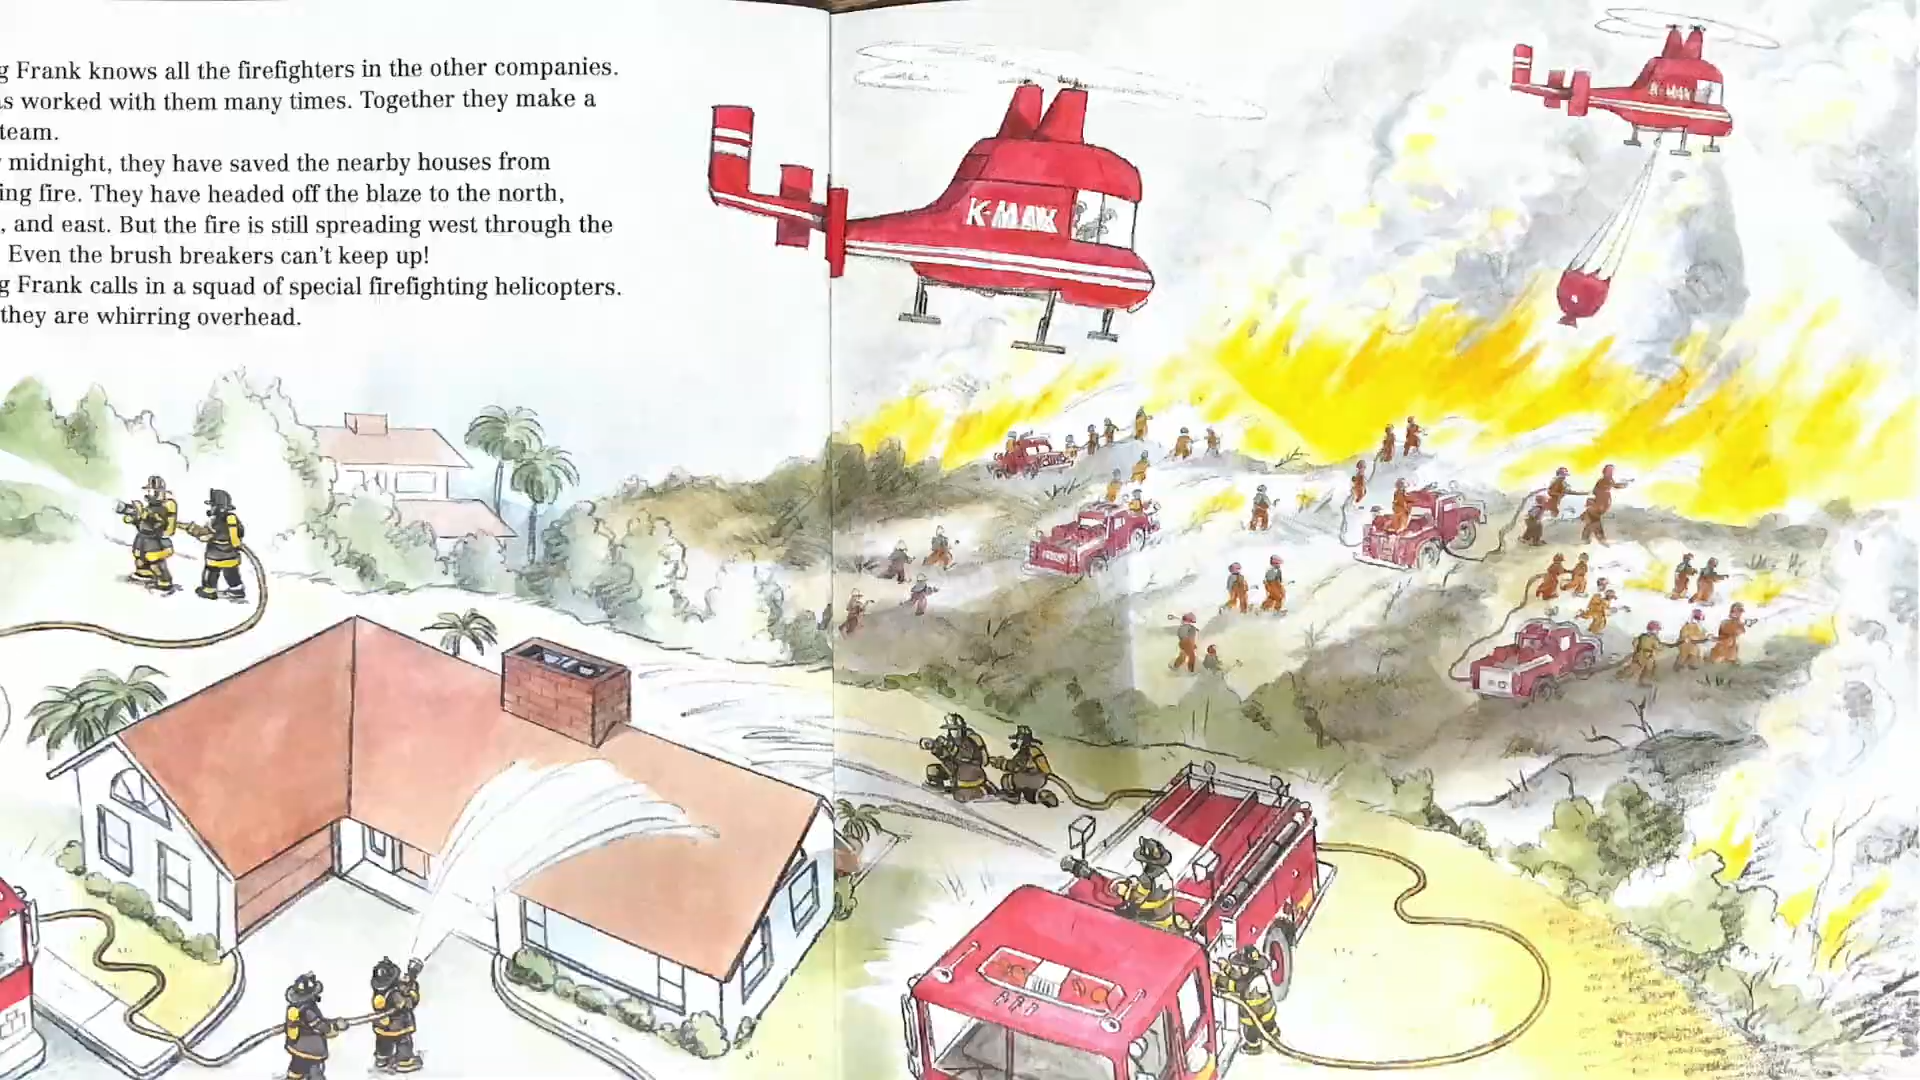 g Frank knows all the firefighters in the other companies.
s worked with them many times. Together they make a
team.
midnight, they have saved the nearby houses from
ing fire. They have headed off the blaze to the north,
, and east. But the fire is still spreading west through the
Even the brush breakers can't keep up!
g Frank calls in a squad of special firefighting helicopters.
they are whirring overhead.
K-MAX
K-MAX